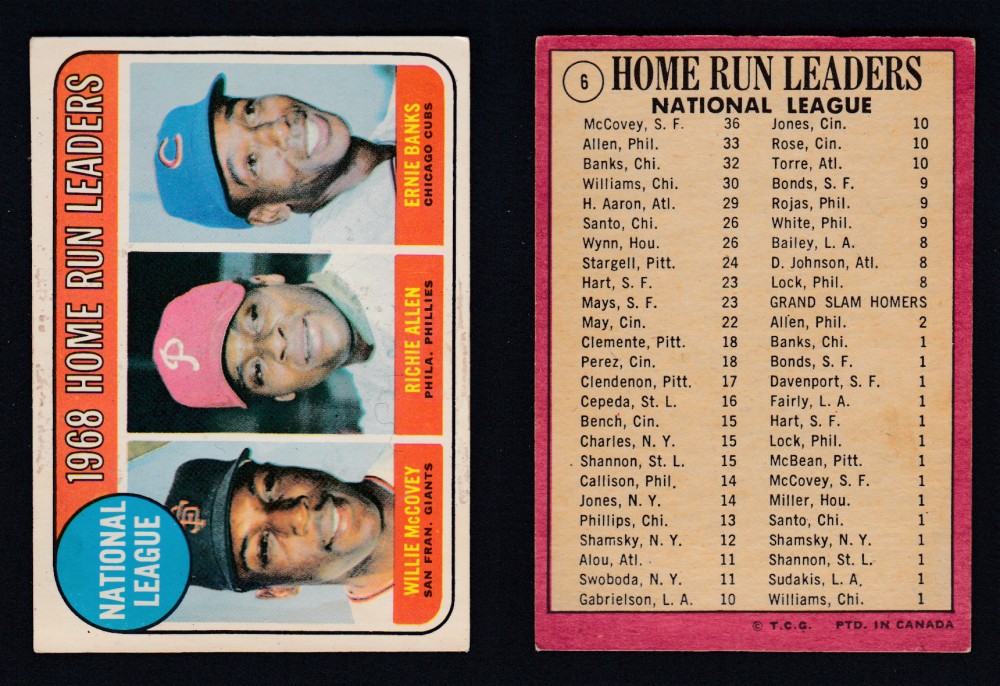 1968 HOME RUN LEADERS
NATIONAL
LEAGUE
C
ERNIE BANKS
CHICAGO CUBS
P
RICHIE ALLEN
PHILA. PHILLIES
SF
WILLIE McCOVEY
SAN FRAN. GIANTS
6 HOME RUN LEADERS
NATIONAL LEAGUE
McCovey, S. F. 36 Jones, Cin. 10
Allen, Phil. 33 Rose, Cin. 10
Banks, Chi. 32 Torre, Atl. 10
Williams, Chi. 30 Bonds, S. F. 9
H. Aaron, Atl. 29 Rojas, Phil. 9
Santo, Chi. 26 White, Phil. 9
Wynn, Hou. 26 Bailey, L. A. 8
Stargell, Pitt. 24 D. Johnson, Atl. 8
Hart, S. F. 23 Lock, Phil. 8
Mays, S. F. 23 GRAND SLAM HOMERS
May, Cin. 22 Allen, Phil. 2
Clemente, Pitt. 18 Banks, Chi. 1
Perez, Cin. 18 Bonds, S. F. 1
Clendenon, Pitt. 17 Davenport, S. F. 1
Cepeda, St. L. 16 Fairly, L. A. 1
Bench, Cin. 15 Hart, S. F. 1
Charles, N. Y. 15 Lock, Phil. 1
Shannon, St. L. 15 McBean, Pitt. 1
Callison, Phil. 14 McCovey, S. F. 1
Jones, N. Y. 14 Miller, Hou. 1
Phillips, Chi. 13 Santo, Chi. 1
Shamsky, N. Y. 12 Shamsky, N. Y. 1
Alou, Atl. 11 Shannon, St. L. 1
Swoboda, N. Y. 11 Sudakis, L. A. 1
Gabrielson, L. A. 10 Williams, Chi. 1
© T.C.G. PTD. IN CANADA